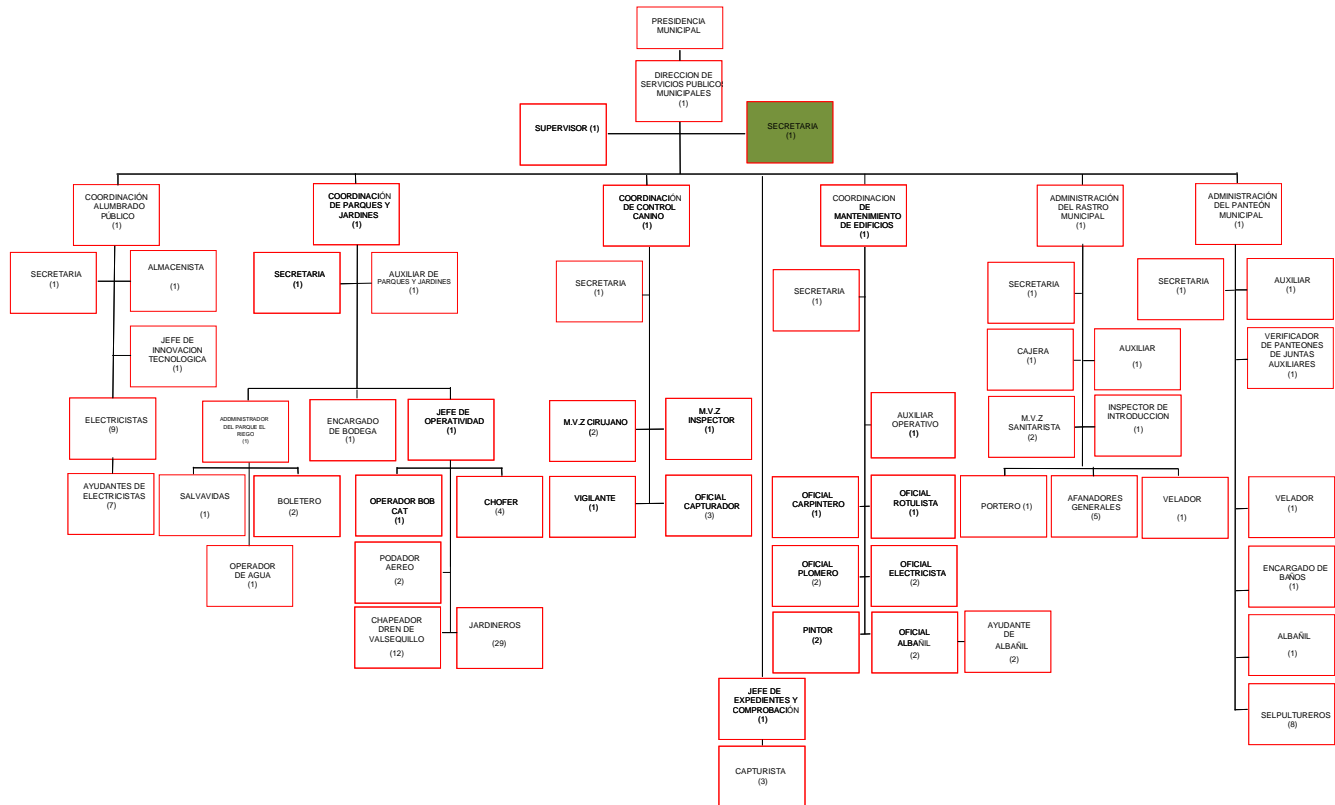 PRESIDENCIA
MUNICIPAL
DIRECCION DE
SERVICIOS PUBLICO
MUNICIPALES
(1)
SUPERVISOR (1)
SECRETARIA
(1)
COORDINACIÓN
ALUMBRADO
PÚBLICO
(1)
COORDINACIÓN
DE PARQUES Y
JARDINES
(1)
COORDINACIÓN
DE CONTROL
CANINO
(1)
COORDINACION
DE
MANTENIMIENTO
DE EDIFICIOS
(1)
ADMINISTRACIÓN
DEL RASTRO
MUNICIPAL
(1)
ADMINISTRACIÓN
DEL PANTEÓN
MUNICIPAL
(1)
SECRETARIA
(1)
ALMACENISTA
(1)
JEFE DE
INNOVACION
TECNOLOGICA
(1)
ELECTRICISTAS
(9)
AYUDANTES DE
ELECTRICISTAS
(7)
SECRETARIA
(1)
AUXILIAR DE
PARQUES Y JARDINES
(1)
ADDMINISTRADOR
DEL PARQUE EL
RIEGO
(1)
ENCARGADO
DE BODEGA
(1)
JEFE DE
OPERATIVIDAD
(1)
SALVAVIDAS
(1)
BOLETERO
(2)
OPERADOR
DE AGUA
(1)
OPERADOR BOB
CAT
(1)
CHOFER
(4)
PODADOR
AEREO
(2)
CHAPEADOR
DREN DE
VALSEQUILLO
(12)
JARDINEROS
(29)
SECRETARIA
(1)
M.V.Z CIRUJANO
(2)
M.V.Z
INSPECTOR
(1)
VIGILANTE
(1)
OFICIAL
CAPTURADOR
(3)
JEFE DE
EXPEDIENTES Y
COMPROBACIÓN
(1)
CAPTURISTA
(3)
SECRETARIA
(1)
AUXILIAR
OPERATIVO
(1)
OFICIAL
CARPINTERO
(1)
OFICIAL
ROTULISTA
(1)
OFICIAL
PLOMERO
(2)
OFICIAL
ELECTRICISTA
(2)
PINTOR
(2)
OFICIAL
ALBAÑIL
(2)
AYUDANTE
DE
ALBAÑIL
(2)
SECRETARIA
(1)
CAJERA
(1)
AUXILIAR
(1)
M.V.Z
SANITARISTA
(2)
INSPECTOR DE
INTRODUCCION
(1)
PORTERO (1)
AFANADORES
GENERALES
(5)
VELADOR
(1)
SECRETARIA
(1)
AUXILIAR
(1)
VERIFICADOR
DE PANTEONES
DE JUNTAS
AUXILIARES
(1)
VELADOR
(1)
ENCARGADO DE
BAÑOS
(1)
ALBAÑIL
(1)
SELPULTUREROS
(8)